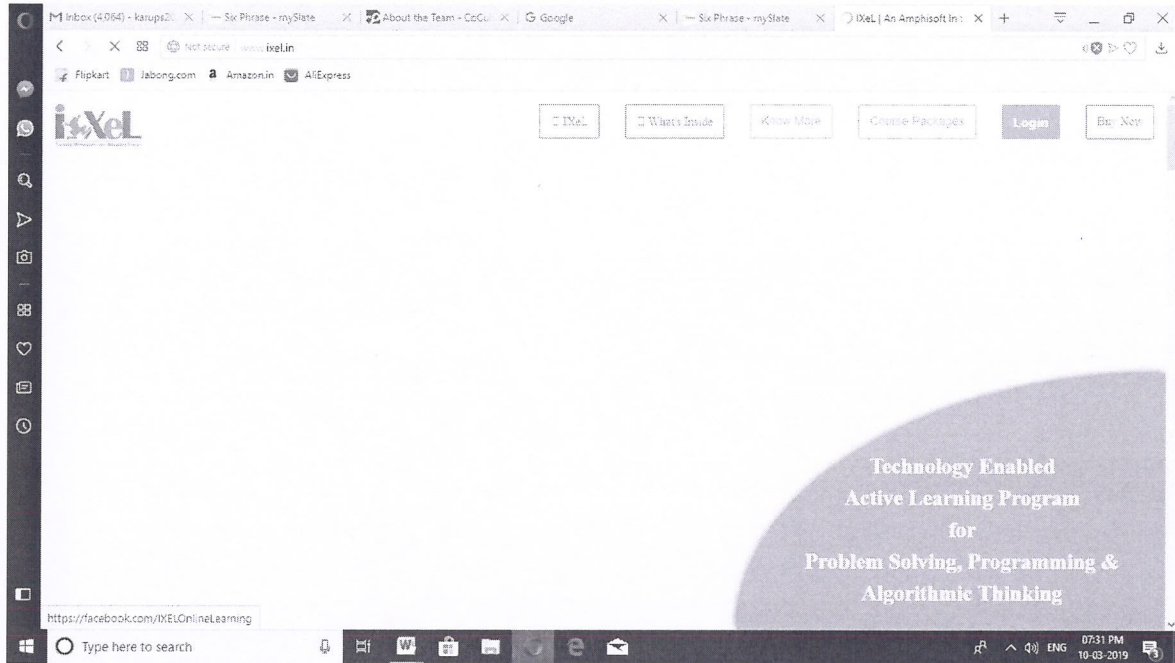 Inbox (4,064) - karups2
Six Phrase - mySlate
About the Team - CoCu
Google
Six Phrase - mySlate
IXeL | An Amphisoft In
Not secure www.ixel.in
Flipkart
Jabong.com
Amazon.in
AliExpress
IXeL
What's Inside
Know More
Course Packages
Login
Buy Now
Technology Enabled
Active Learning Program
for
Problem Solving, Programming &
Algorithmic Thinking
https://facebook.com/IXELOnlineLearning
Type here to search
ENG
07:31 PM
10-03-2019